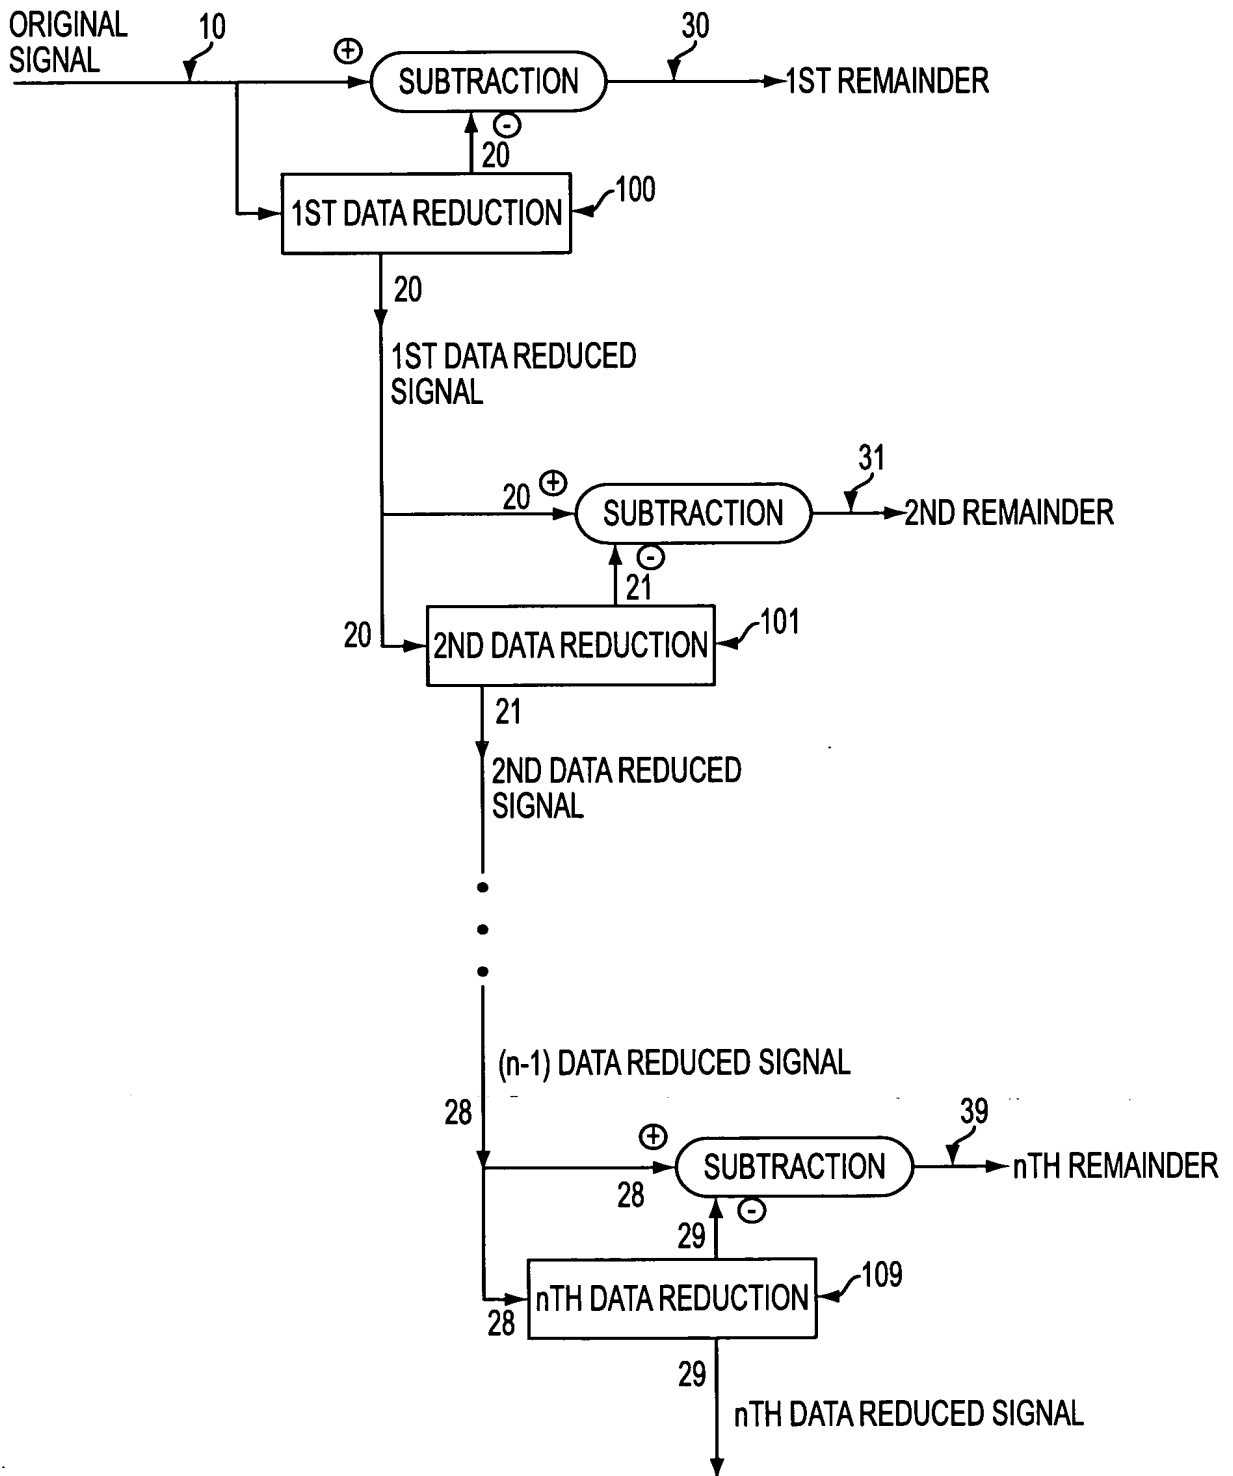 ORIGINAL
SIGNAL
10
+
SUBTRACTION
30
1ST REMAINDER
-
20
1ST DATA REDUCTION
100
20
1ST DATA REDUCED
SIGNAL
20
+
SUBTRACTION
31
2ND REMAINDER
-
21
20
2ND DATA REDUCTION
101
21
2ND DATA REDUCED
SIGNAL
(n-1) DATA REDUCED SIGNAL
28
+
SUBTRACTION
39
nTH REMAINDER
28
-
29
28
nTH DATA REDUCTION
109
29
nTH DATA REDUCED SIGNAL